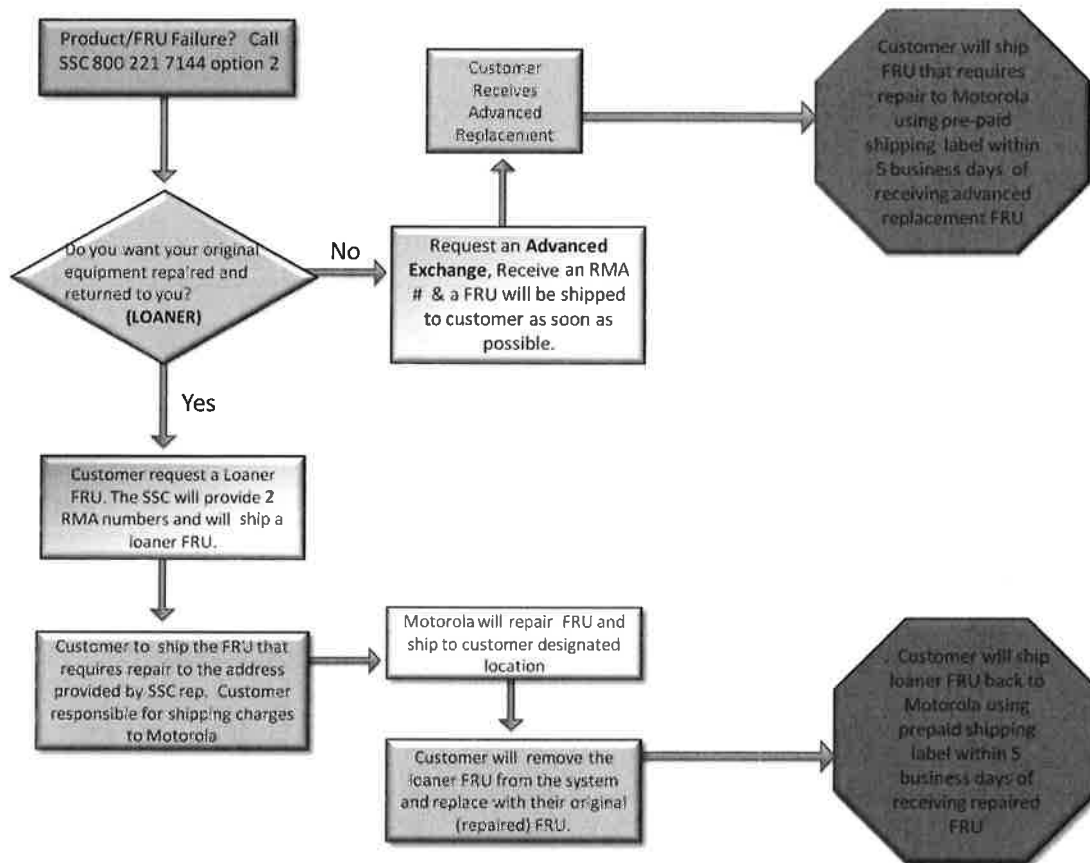 Product/FRU Failure? Call
SSC 800 221 7144 option 2
Do you want your original
equipment repaired and
returned to you?
(LOANER)
No
Request an Advanced
Exchange, Receive an RMA
# & a FRU will be shipped
to customer as soon as
possible.
Customer
Receives
Advanced
Replacement
Customer will ship
FRU that requires
repair to Motorola
using pre-paid
shipping label within
5 business days of
receiving advanced
replacement FRU
Yes
Customer request a Loaner
FRU. The SSC will provide 2
RMA numbers and will ship a
loaner FRU.
Customer to ship the FRU that
requires repair to the address
provided by SSC rep. Customer
responsible for shipping charges
to Motorola
Motorola will repair FRU and
ship to customer designated
location
Customer will remove the
loaner FRU from the system
and replace with their original
(repaired) FRU.
. Customer will ship
loaner FRU back to
Motorola using
prepaid shipping
label within 5
business days of
receiving repaired
FRU